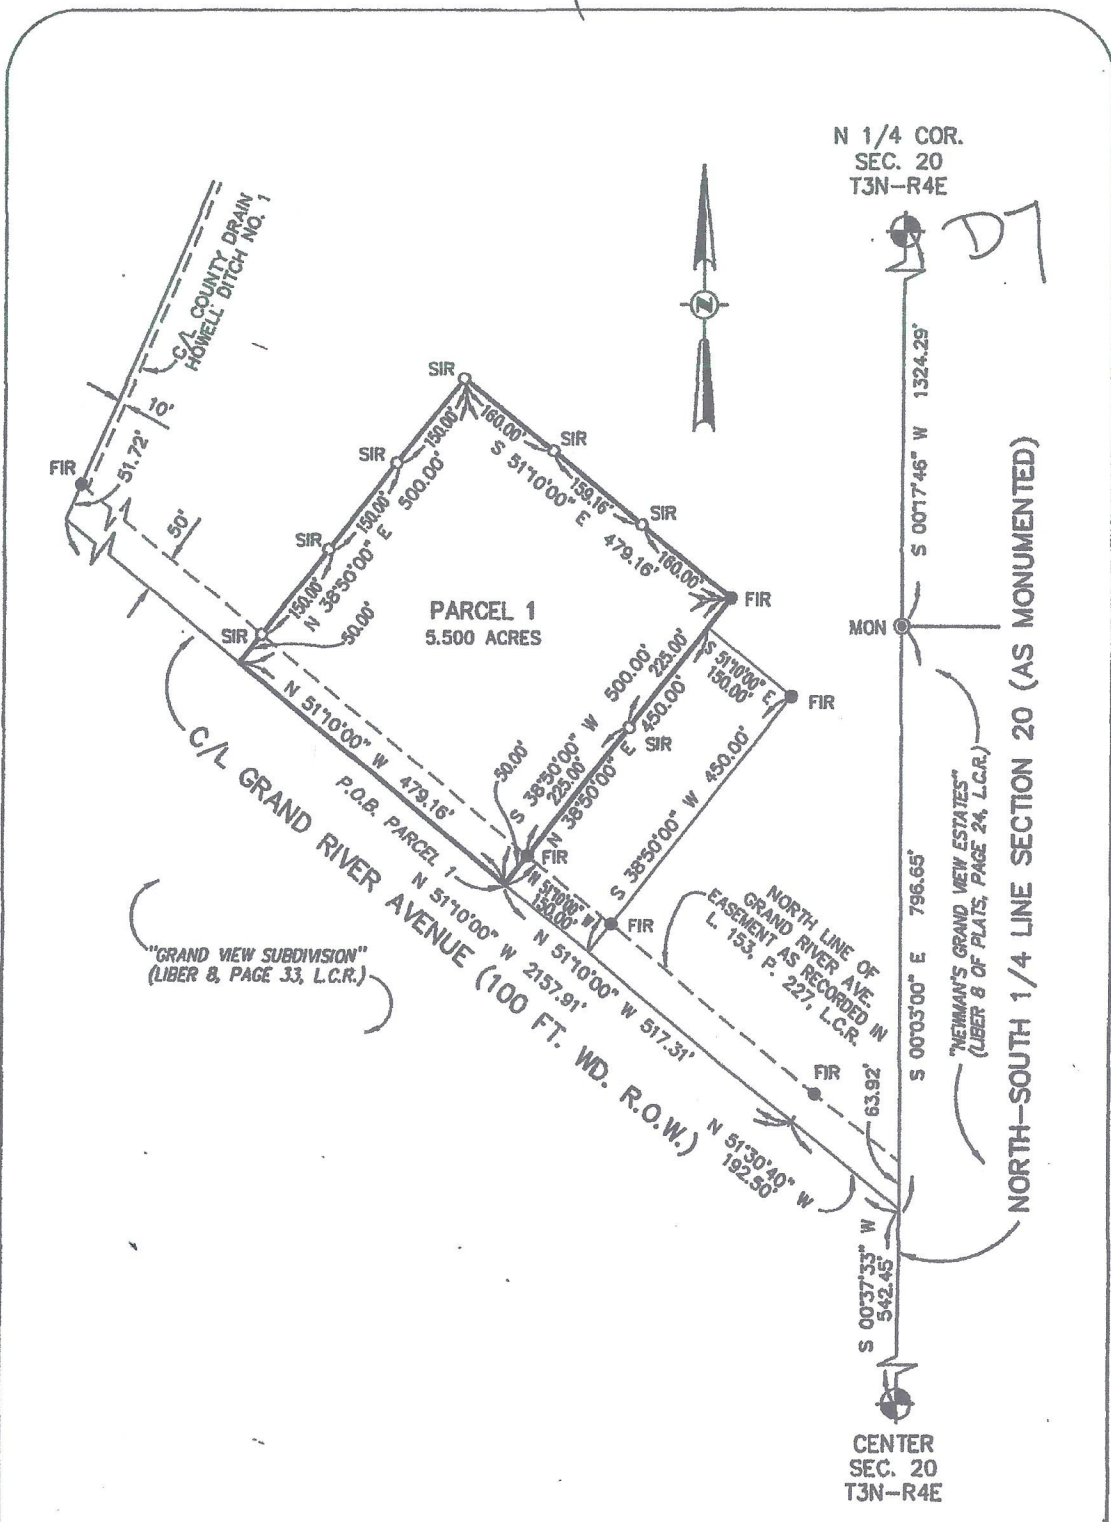 N 1/4 COR.
SEC. 20
T3N-R4E
D7
C/L COUNTY DRAIN
HOWELL DITCH NO. 1
10'
FIR
51.72'
50'
N
SIR
160.00'
SIR
159.16'
SIR
160.00'
S 51°10'00" E 479.16'
FIR
150.00'
SIR
150.00'
SIR
150.00'
SIR
N 38°50'00" E 500.00'
50.00'
PARCEL 1
5.500 ACRES
S 00°17'46" W 1324.29'
MON
225.00'
S 38°50'00" W 500.00'
225.00'
N 38°50'00" E 450.00'
SIR
50.00'
S 51°10'00" E
150.00'
FIR
S 38°50'00" W 450.00'
N 51°10'00" W 479.16'
P.O.B. PARCEL 1
FIR
N 51°10'00" W
150.00'
FIR
C/L GRAND RIVER AVENUE (100 FT. WD. R.O.W.)
N 51°10'00" W 2157.91'
N 51°10'00" W 517.31'
N 51°30'40" W
192.50'
NORTH LINE OF
GRAND RIVER AVE.
EASEMENT AS RECORDED IN
L. 153, P. 227, L.C.R.
FIR
63.92'
"GRAND VIEW SUBDIVISION"
(LIBER 8, PAGE 33, L.C.R.)
S 00°03'00" E 796.65'
"NEWMAN'S GRAND VIEW ESTATES"
(LIBER 8 OF PLATS, PAGE 24, L.C.R.)
NORTH-SOUTH 1/4 LINE SECTION 20 (AS MONUMENTED)
S 00°37'33" W
542.45'
CENTER
SEC. 20
T3N-R4E